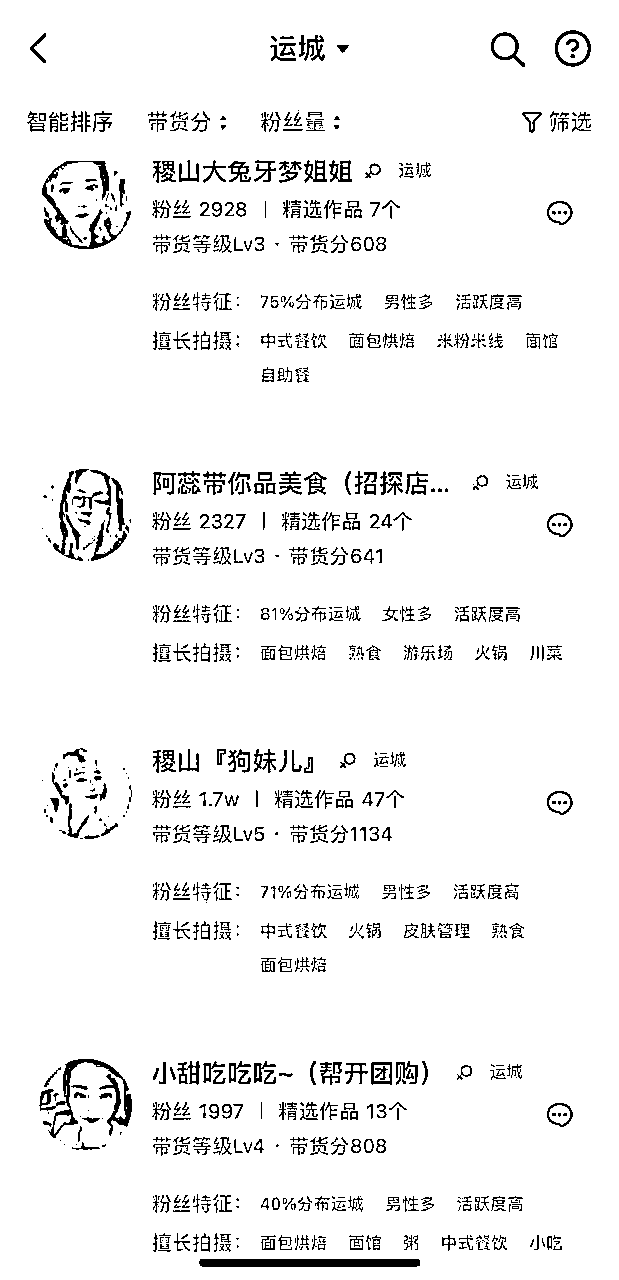 运城
智能排序 带货分 粉丝量 筛选
稷山大兔牙梦姐姐 运城
粉丝 2928 | 精选作品 7个
带货等级Lv3 · 带货分608
粉丝特征： 75%分布运城 男性多 活跃度高
擅长拍摄： 中式餐饮 面包烘焙 米粉米线 面馆
自助餐
阿蕊带你品美食（招探店... 运城
粉丝 2327 | 精选作品 24个
带货等级Lv3 · 带货分641
粉丝特征： 81%分布运城 女性多 活跃度高
擅长拍摄： 面包烘焙 熟食 游乐场 火锅 川菜
稷山『狗妹儿』 运城
粉丝 1.7w | 精选作品 47个
带货等级Lv5 · 带货分1134
粉丝特征： 71%分布运城 男性多 活跃度高
擅长拍摄： 中式餐饮 火锅 皮肤管理 熟食
面包烘焙
小甜吃吃吃~（帮开团购） 运城
粉丝 1997 | 精选作品 13个
带货等级Lv4 · 带货分808
粉丝特征： 40%分布运城 男性多 活跃度高
擅长拍摄： 面包烘焙 面馆 粥 中式餐饮 小吃